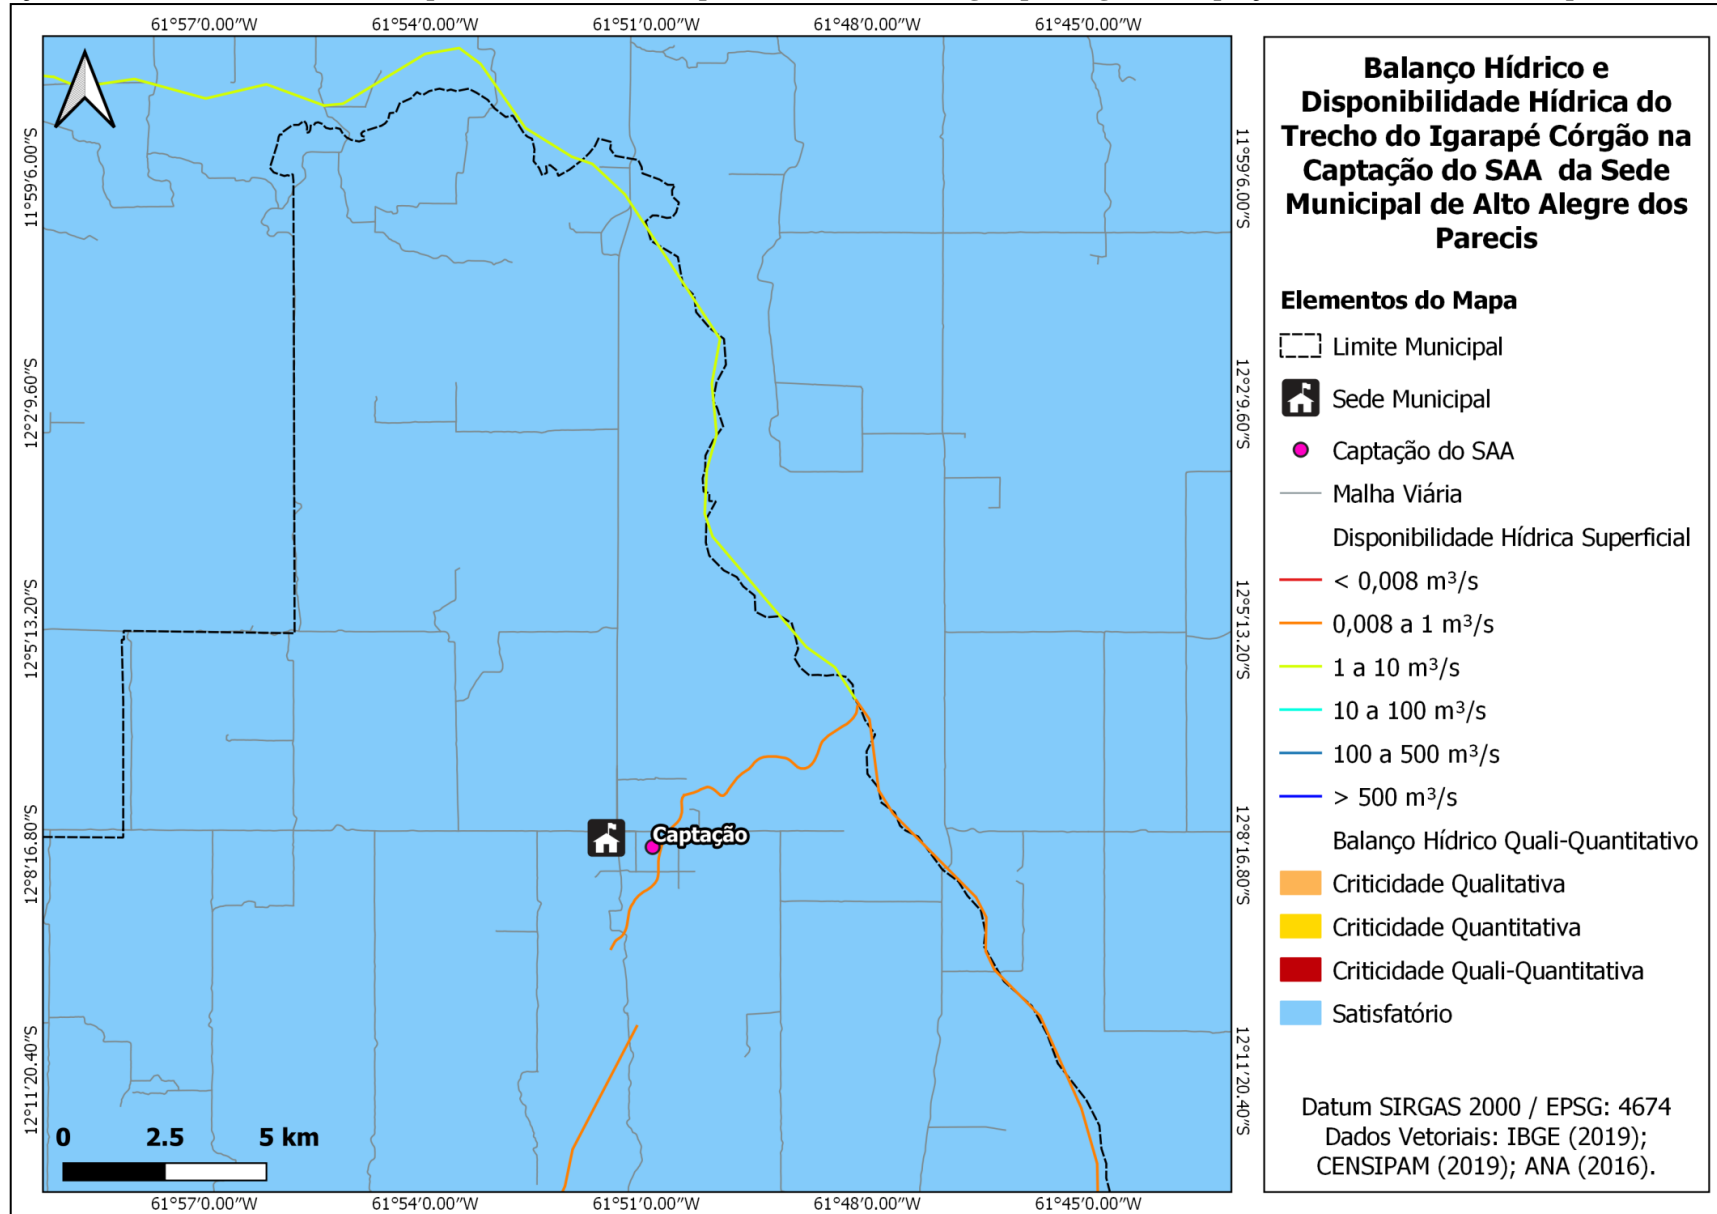 61°57'0.00"W 61°54'0.00"W 61°51'0.00"W 61°48'0.00"W 61°45'0.00"W
11°59'6.00"S
12°2'9.60"S
12°5'13.20"S
12°8'16.80"S
12°11'20.40"S
Captação
0 2.5 5 km
11°59'6.00"S
12°2'9.60"S
12°5'13.20"S
12°8'16.80"S
12°11'20.40"S
61°57'0.00"W 61°54'0.00"W 61°51'0.00"W 61°48'0.00"W 61°45'0.00"W
Balanço Hídrico e
Disponibilidade Hídrica do
Trecho do Igarapé Córgão na
Captação do SAA da Sede
Municipal de Alto Alegre dos
Parecis
Elementos do Mapa
Limite Municipal
Sede Municipal
Captação do SAA
Malha Viária
Disponibilidade Hídrica Superficial
< 0,008 m³/s
0,008 a 1 m³/s
1 a 10 m³/s
10 a 100 m³/s
100 a 500 m³/s
> 500 m³/s
Balanço Hídrico Quali-Quantitativo
Criticidade Qualitativa
Criticidade Quantitativa
Criticidade Quali-Quantitativa
Satisfatório
Datum SIRGAS 2000 / EPSG: 4674
Dados Vetoriais: IBGE (2019);
CENSIPAM (2019); ANA (2016).